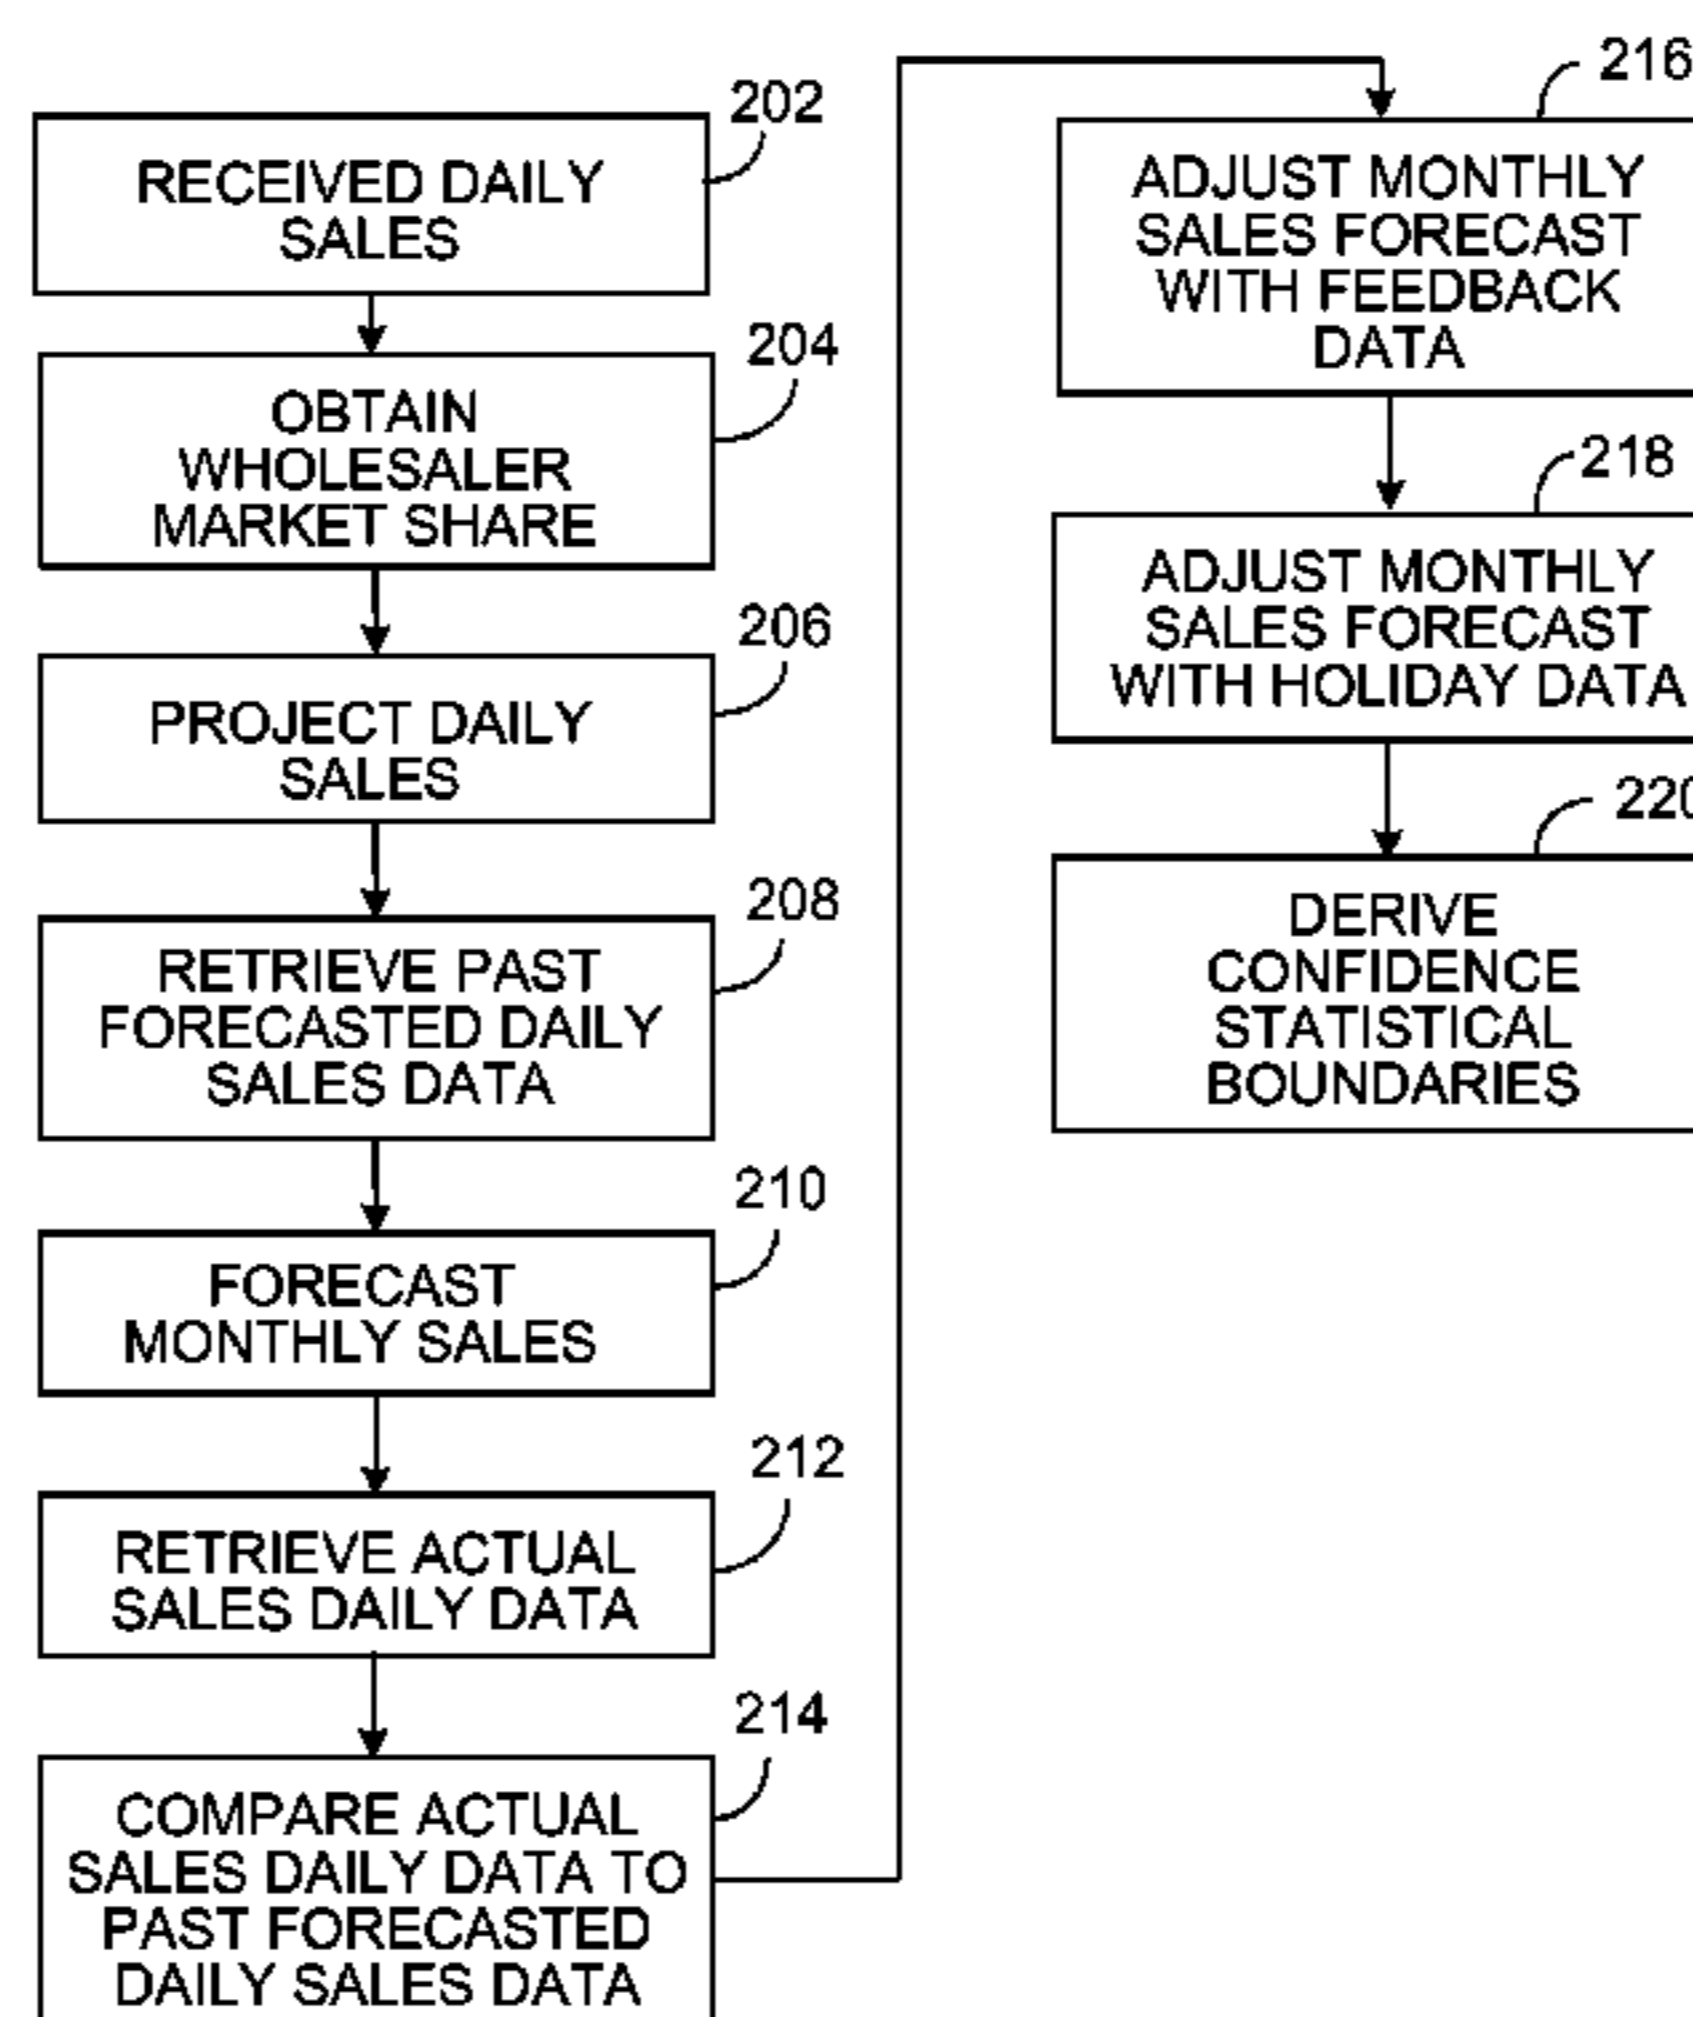 202
RECEIVED DAILY
SALES
204
OBTAIN
WHOLESALER
MARKET SHARE
206
PROJECT DAILY
SALES
208
RETRIEVE PAST
FORECASTED DAILY
SALES DATA
210
FORECAST
MONTHLY SALES
212
RETRIEVE ACTUAL
SALES DAILY DATA
214
COMPARE ACTUAL
SALES DAILY DATA TO
PAST FORECASTED
DAILY SALES DATA
216
ADJUST MONTHLY
SALES FORECAST
WITH FEEDBACK
DATA
218
ADJUST MONTHLY
SALES FORECAST
WITH HOLIDAY DATA
220
DERIVE
CONFIDENCE
STATISTICAL
BOUNDARIES